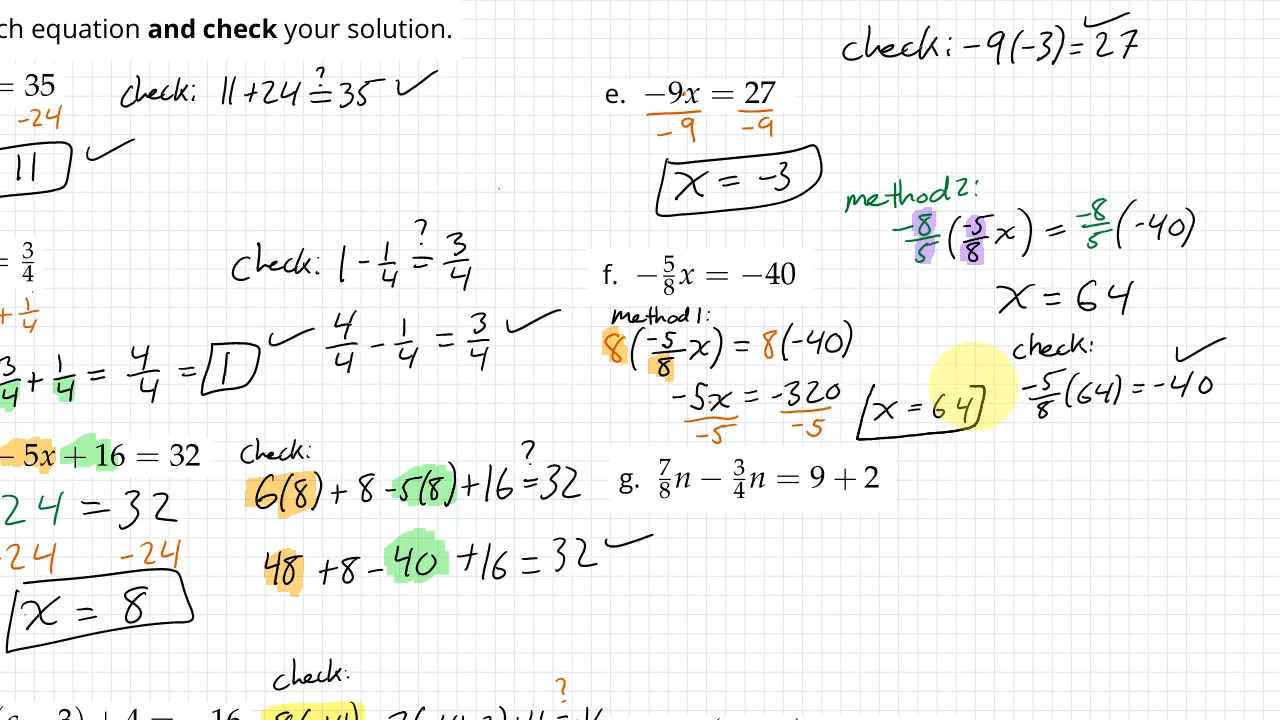 ch equation and check your solution.
= 35
-24
11 ✓
check: 11 + 24 ≟ 35 ✓
= 3/4
+ 1/4
3/4 + 1/4 = 4/4 = 1 ✓
check: 1 - 1/4 ≟ 3/4
4/4 - 1/4 = 3/4 ✓
- 5x + 16 = 32
24 = 32
-24 -24
x = 8
check:
6(8) + 8 - 5(8) + 16 ≟ 32
48 + 8 - 40 + 16 = 32 ✓
check:
check: -9(-3) = 27 ✓
e. -9x = 27
-9 -9
x = -3
f. -5/8 x = -40
method 1:
8(-5/8 x) = 8(-40)
-5·x = -320
-5 -5
x = 64
method 2:
-8/5 (-5/8 x) = -8/5 (-40)
x = 64
check: ✓
-5/8 (64) = -40
g. 7/8 n - 3/4 n = 9 + 2